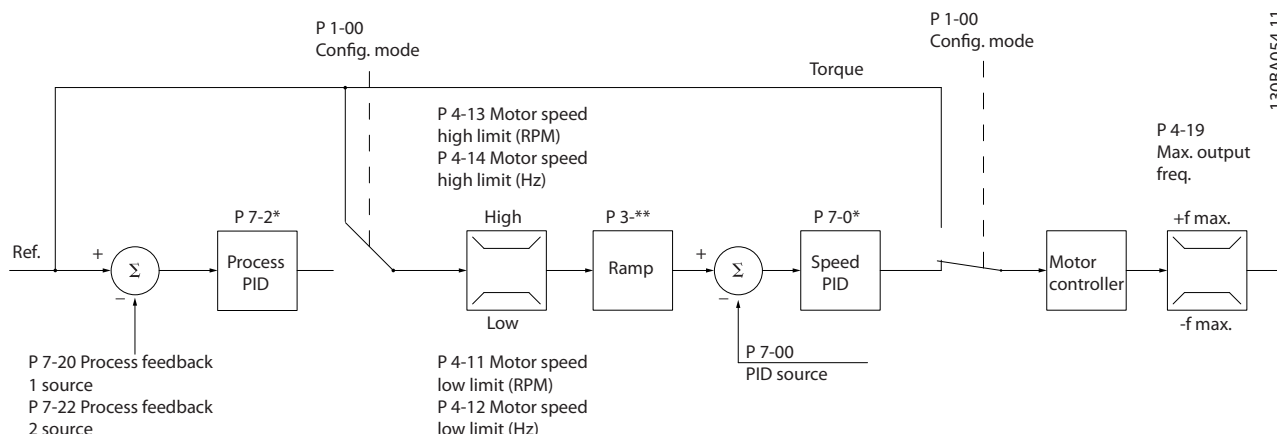 P 1-00
Config. mode
P 1-00
Config. mode
130BA054.11
Torque
P 4-13 Motor speed
high limit (RPM)
P 4-14 Motor speed
high limit (Hz)
P 4-19
Max. output
freq.
P 7-2*
High
P 3-**
P 7-0*
+f max.
Ref.
+
Σ
−
Process
PID
Ramp
+
Σ
−
Speed
PID
Motor
controller
Low
-f max.
P 7-20 Process feedback
1 source
P 7-22 Process feedback
2 source
P 4-11 Motor speed
low limit (RPM)
P 4-12 Motor speed
low limit (Hz)
P 7-00
PID source